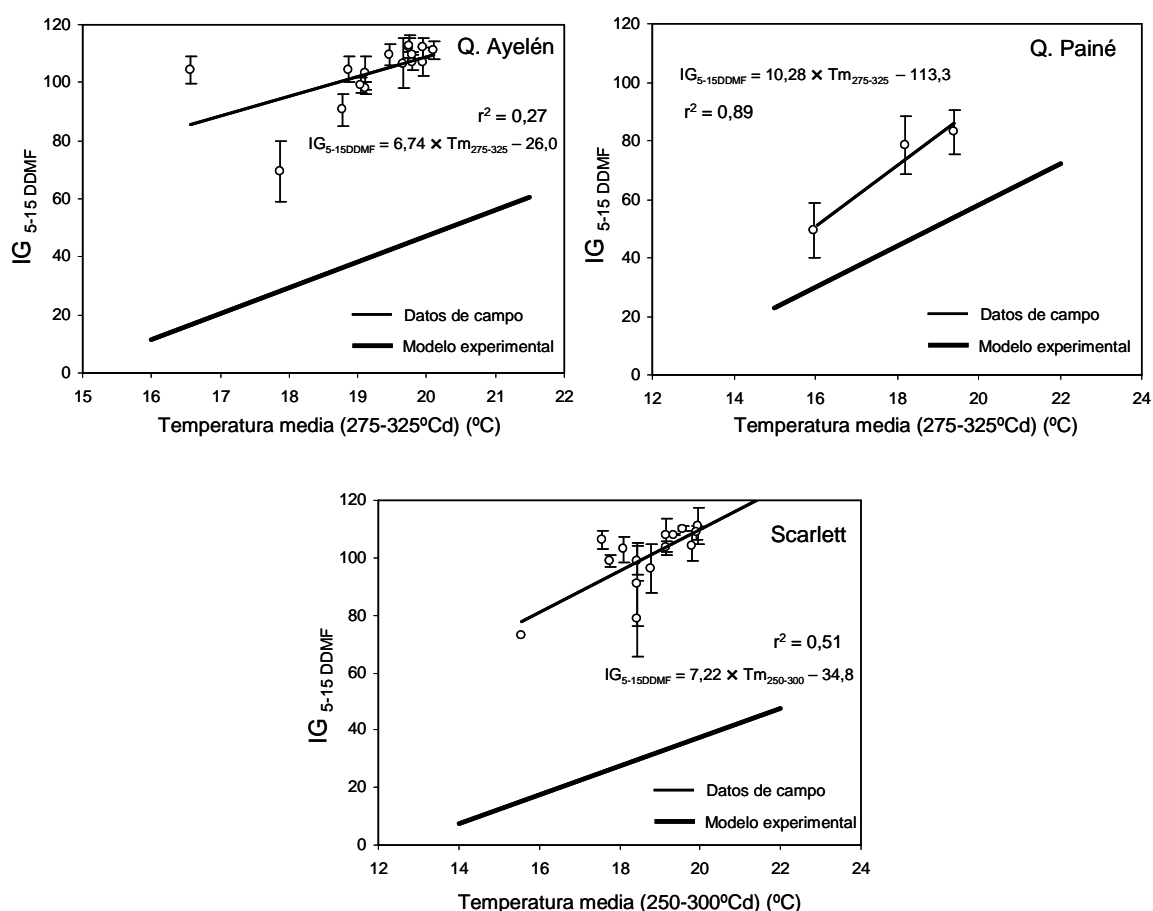 Q. Ayelén
120
100
80
60
40
20
0
IG 5-15 DDMF
r² = 0,27
IG5-15DDMF = 6,74 × Tm275-325 – 26,0
Datos de campo
Modelo experimental
15 16 17 18 19 20 21 22
Temperatura media (275-325ºCd) (ºC)
Q. Painé
120
100
80
60
40
20
0
IG 5-15 DDMF
IG5-15DDMF = 10,28 × Tm275-325 – 113,3
r² = 0,89
Datos de campo
Modelo experimental
12 14 16 18 20 22 24
Temperatura media (275-325ºCd) (ºC)
Scarlett
120
100
80
60
40
20
0
IG 5-15 DDMF
r² = 0,51
IG5-15DDMF = 7,22 × Tm250-300 – 34,8
Datos de campo
Modelo experimental
12 14 16 18 20 22 24
Temperatura media (250-300ºCd) (ºC)